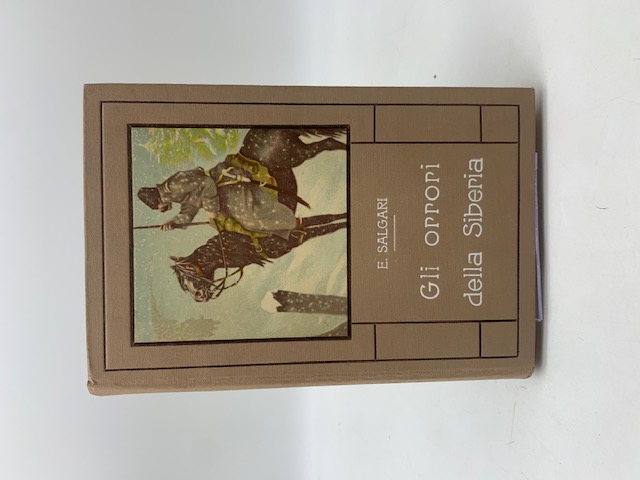 E. SALGARI
Gli orrori
della Siberia